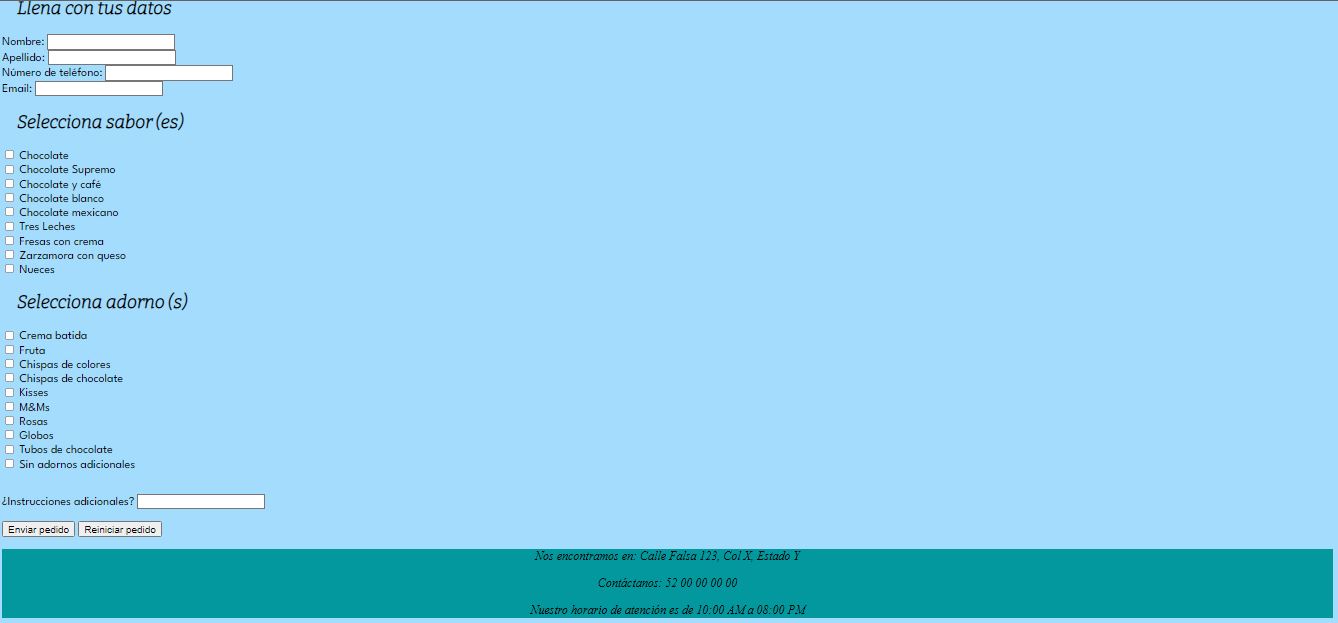 Llena con tus datos
Nombre:
Apellido:
Número de teléfono:
Email:
Selecciona sabor (es)
Chocolate
Chocolate Supremo
Chocolate y café
Chocolate blanco
Chocolate mexicano
Tres Leches
Fresas con crema
Zarzamora con queso
Nueces
Selecciona adorno (s)
Crema batida
Fruta
Chispas de colores
Chispas de chocolate
Kisses
M&Ms
Rosas
Globos
Tubos de chocolate
Sin adornos adicionales
¿Instrucciones adicionales?
Enviar pedido Reiniciar pedido
Nos encontramos en: Calle Falsa 123, Col X, Estado Y
Contáctanos: 52 00 00 00 00
Nuestro horario de atención es de 10:00 AM a 08:00 PM